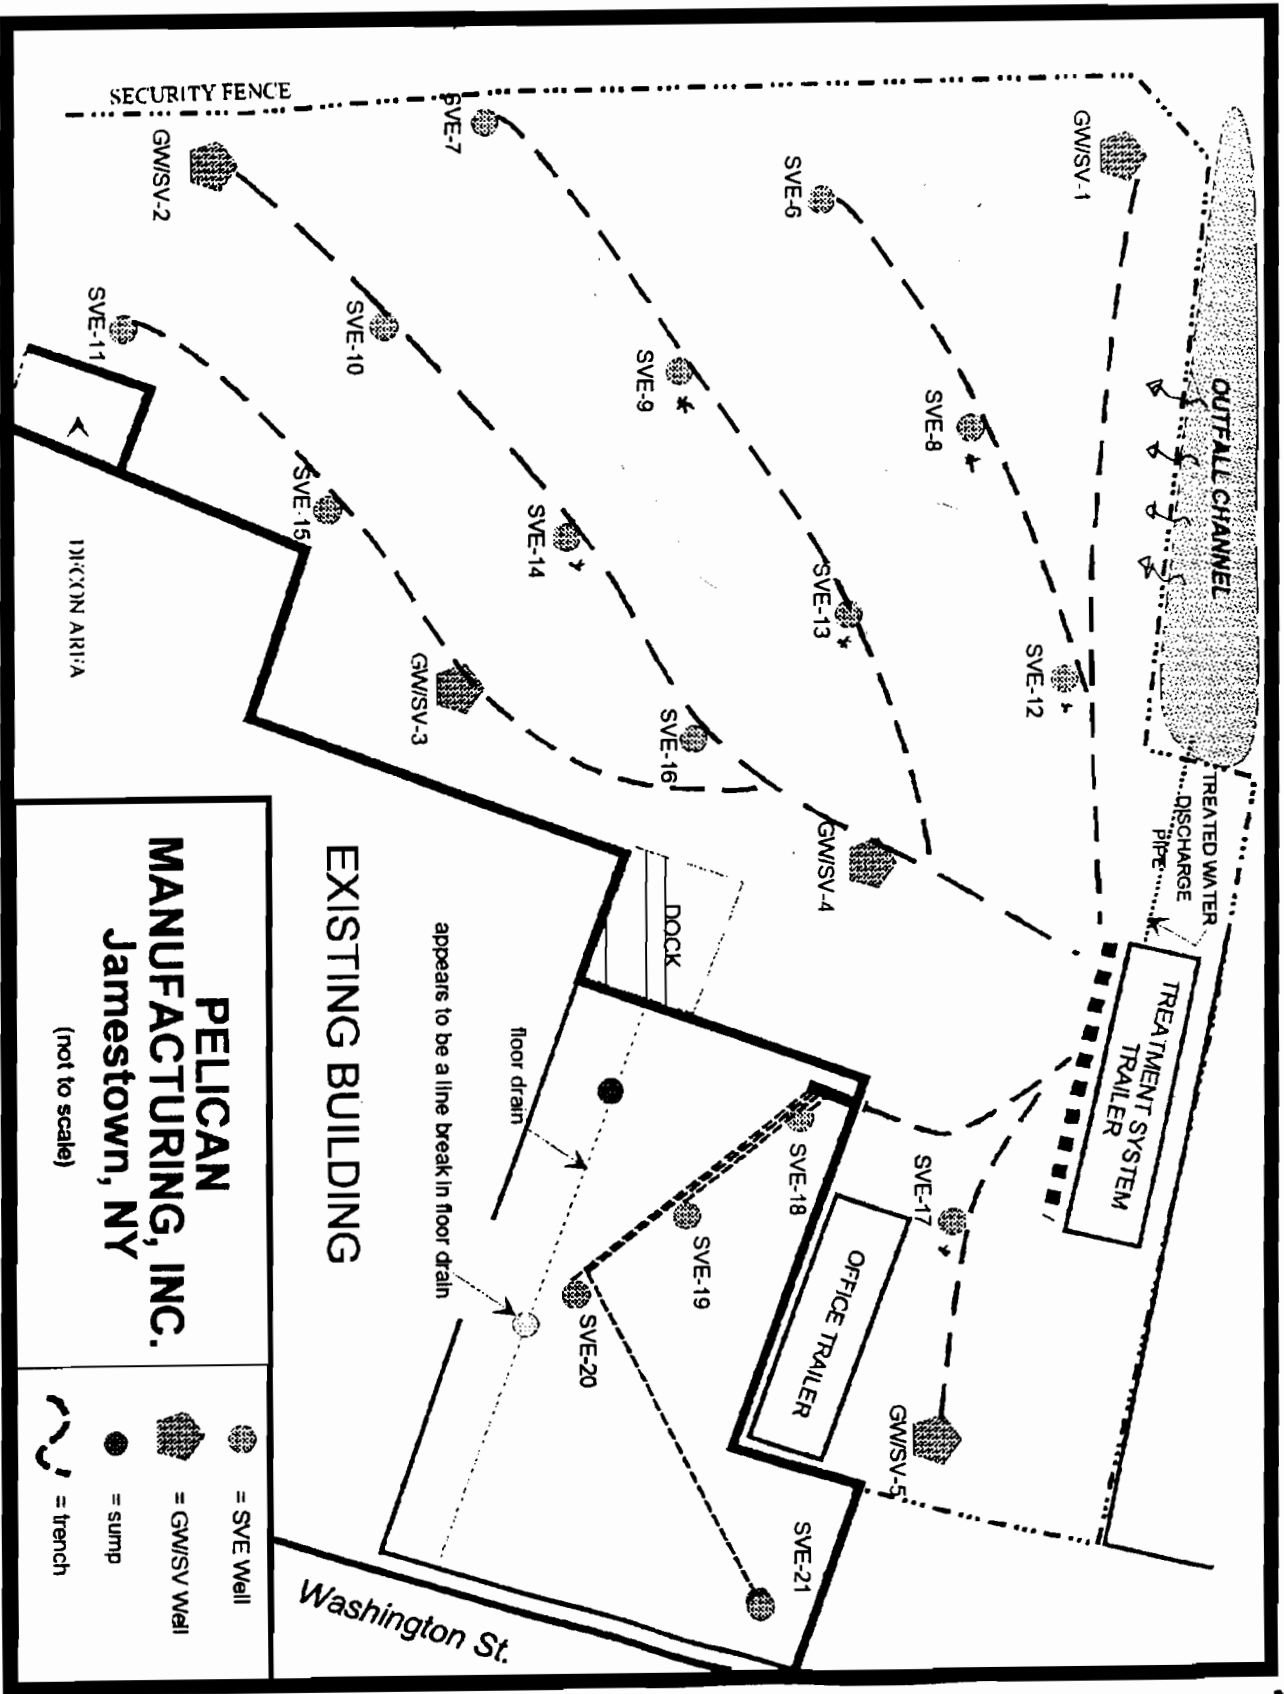 SECURITY FENCE
GW/SV-1
SVE-6
SVE-7
GW/SV-2
SVE-11
SVE-10
SVE-9
SVE-8
OUTFALL CHANNEL
SVE-15
SVE-14
SVE-13
SVE-12
DECON AREA
GW/SV-3
SVE-16
GW/SV-4
TREATED WATER
DISCHARGE
PIPE
DOCK
TREATMENT SYSTEM
TRAILER
EXISTING BUILDING
appears to be a line break in floor drain
floor drain
SVE-18
SVE-17
SVE-19
SVE-20
OFFICE TRAILER
GW/SV-5
SVE-21
Washington St.
PELICAN
MANUFACTURING, INC.
Jamestown, NY
(not to scale)
= SVE Well
= GW/SV Well
= sump
= trench